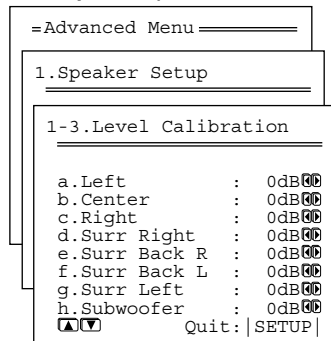 Advanced Menu
1.Speaker Setup
1-3.Level Calibration
a.Left : 0dB
b.Center : 0dB
c.Right : 0dB
d.Surr Right : 0dB
e.Surr Back R : 0dB
f.Surr Back L : 0dB
g.Surr Left : 0dB
h.Subwoofer : 0dB
Quit:|SETUP|